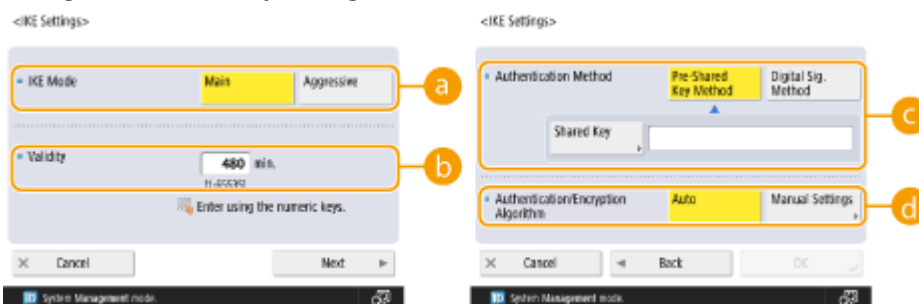 <IKE Settings>
IKE Mode
Main
Aggressive
a
Validity
480 min.
b
Enter using the numeric keys.
Cancel
Next
System Management mode.
<IKE Settings>
Authentication Method
Pre-Shared
Key Method
Digital Sig.
Method
c
Shared Key
Authentication/Encryption
Algorithm
Auto
Manual Settings
d
Cancel
Back
OK
System Management mode.